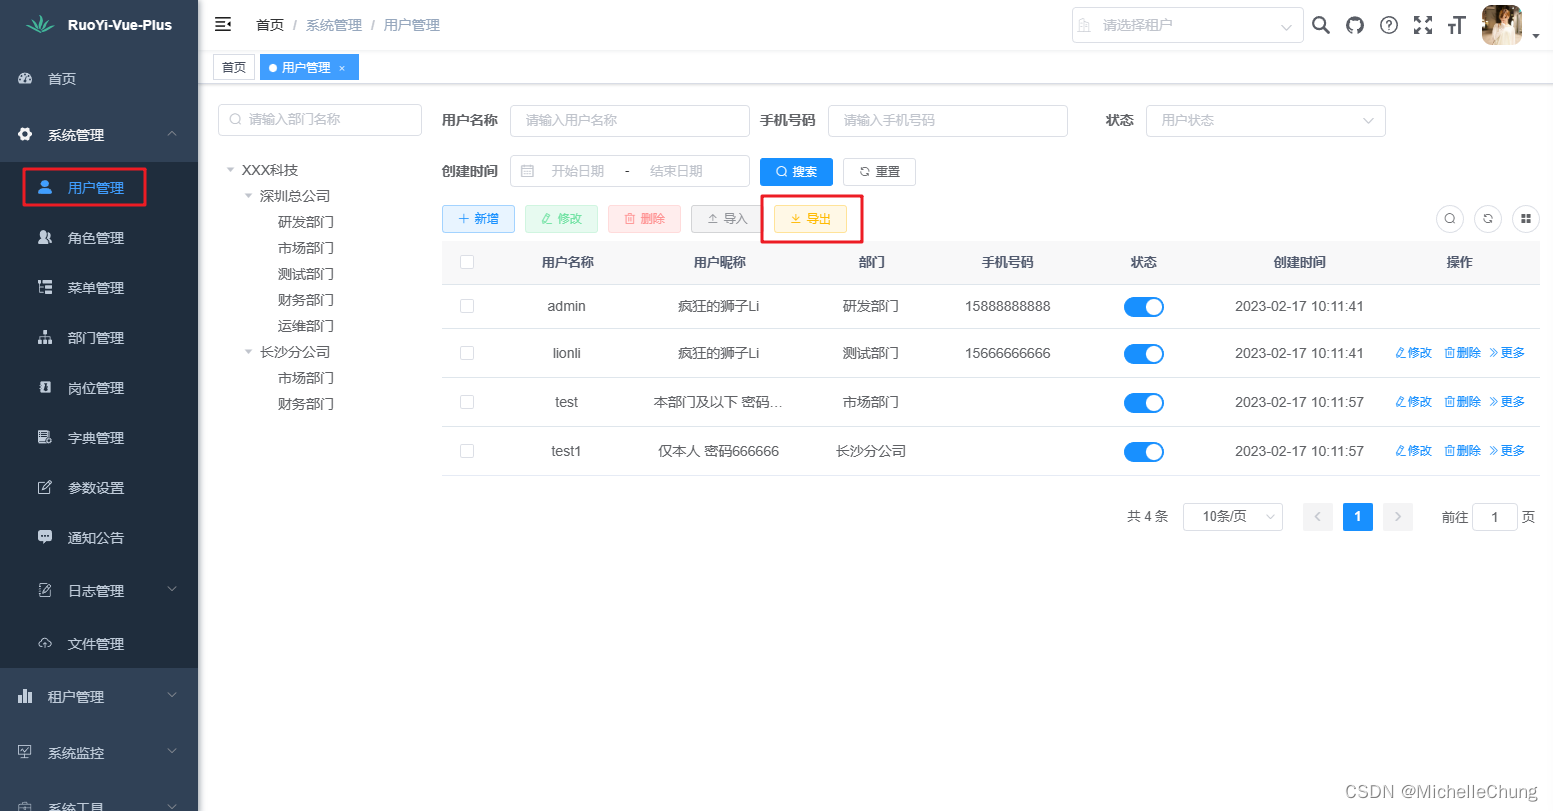 RuoYi-Vue-Plus
首页 / 系统管理 / 用户管理
请选择租户
首页
系统管理
用户管理
角色管理
菜单管理
部门管理
岗位管理
字典管理
参数设置
通知公告
日志管理
文件管理
租户管理
系统监控
系统工具
首页 用户管理 ×
请输入部门名称
XXX科技
深圳总公司
研发部门
市场部门
测试部门
财务部门
运维部门
长沙分公司
市场部门
财务部门
用户名称 请输入用户名称 手机号码 请输入手机号码 状态 用户状态
创建时间 开始日期 - 结束日期 搜索 重置
新增 修改 删除 导入 导出
用户名称 用户昵称 部门 手机号码 状态 创建时间 操作
admin 疯狂的狮子Li 研发部门 15888888888 2023-02-17 10:11:41
lionli 疯狂的狮子Li 测试部门 15666666666 2023-02-17 10:11:41 修改 删除 更多
test 本部门及以下 密码… 市场部门 2023-02-17 10:11:57 修改 删除 更多
test1 仅本人 密码666666 长沙分公司 2023-02-17 10:11:57 修改 删除 更多
共 4 条 10条/页 1 前往 1 页
CSDN @MichelleChung